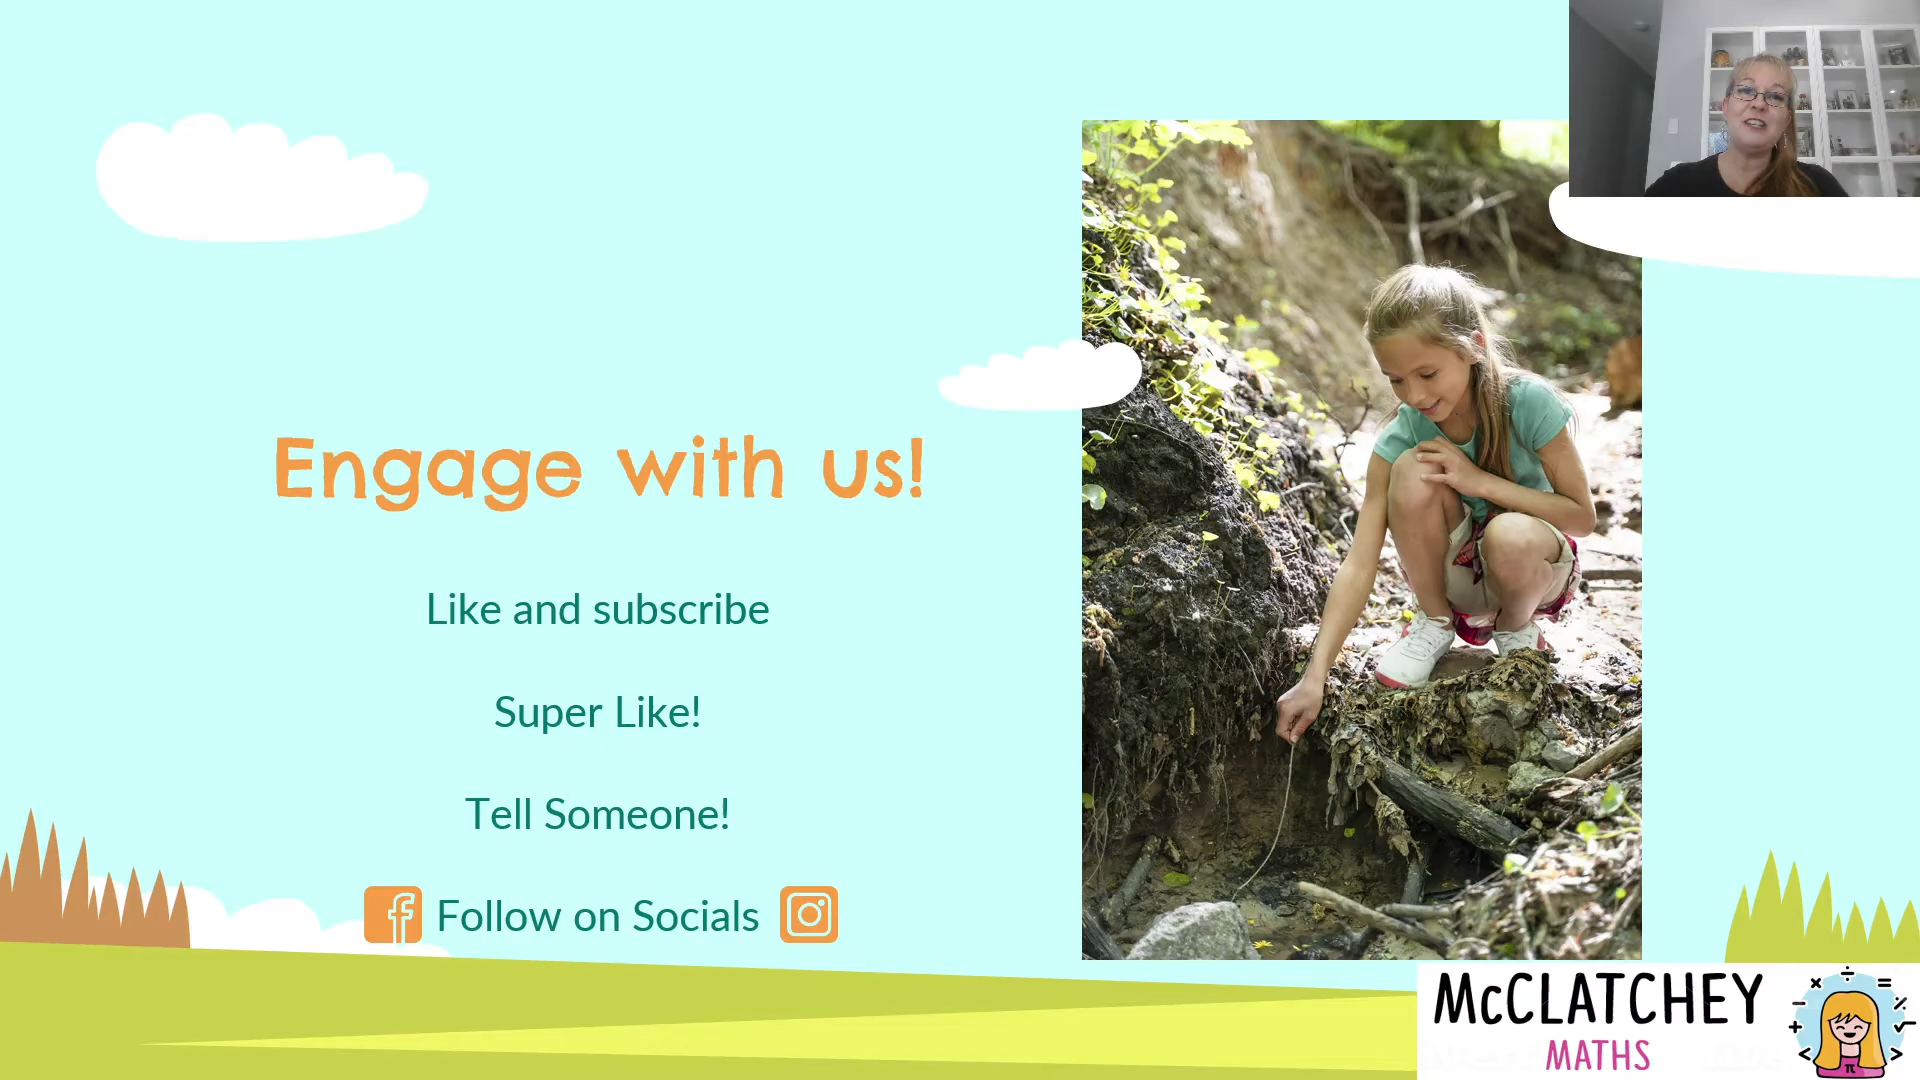 Engage with us!
Like and subscribe
Super Like!
Tell Someone!
Follow on Socials
McCLATCHEY
MATHS